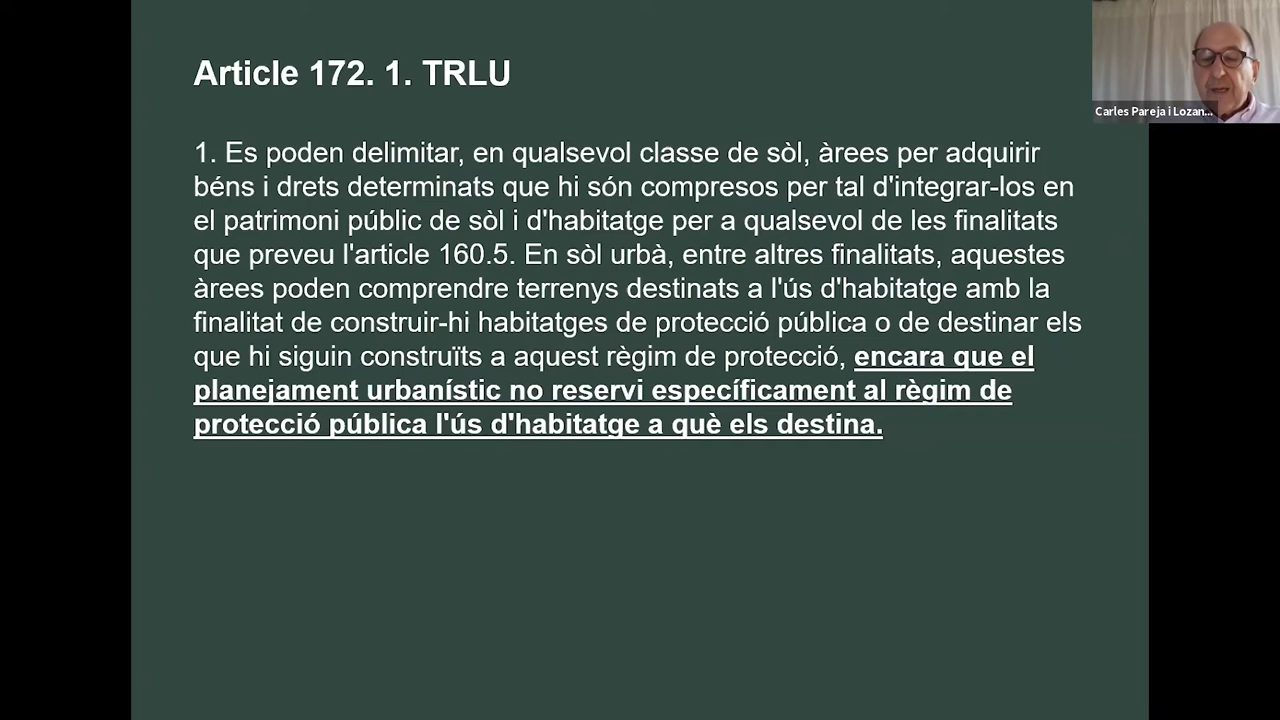 Article 172. 1. TRLU
Carles Pareja i Lozan...
1. Es poden delimitar, en qualsevol classe de sòl, àrees per adquirir
béns i drets determinats que hi són compresos per tal d'integrar-los en
el patrimoni públic de sòl i d'habitatge per a qualsevol de les finalitats
que preveu l'article 160.5. En sòl urbà, entre altres finalitats, aquestes
àrees poden comprendre terrenys destinats a l'ús d'habitatge amb la
finalitat de construir-hi habitatges de protecció pública o de destinar els
que hi siguin construïts a aquest règim de protecció, encara que el
planejament urbanístic no reservi específicament al règim de
protecció pública l'ús d'habitatge a què els destina.